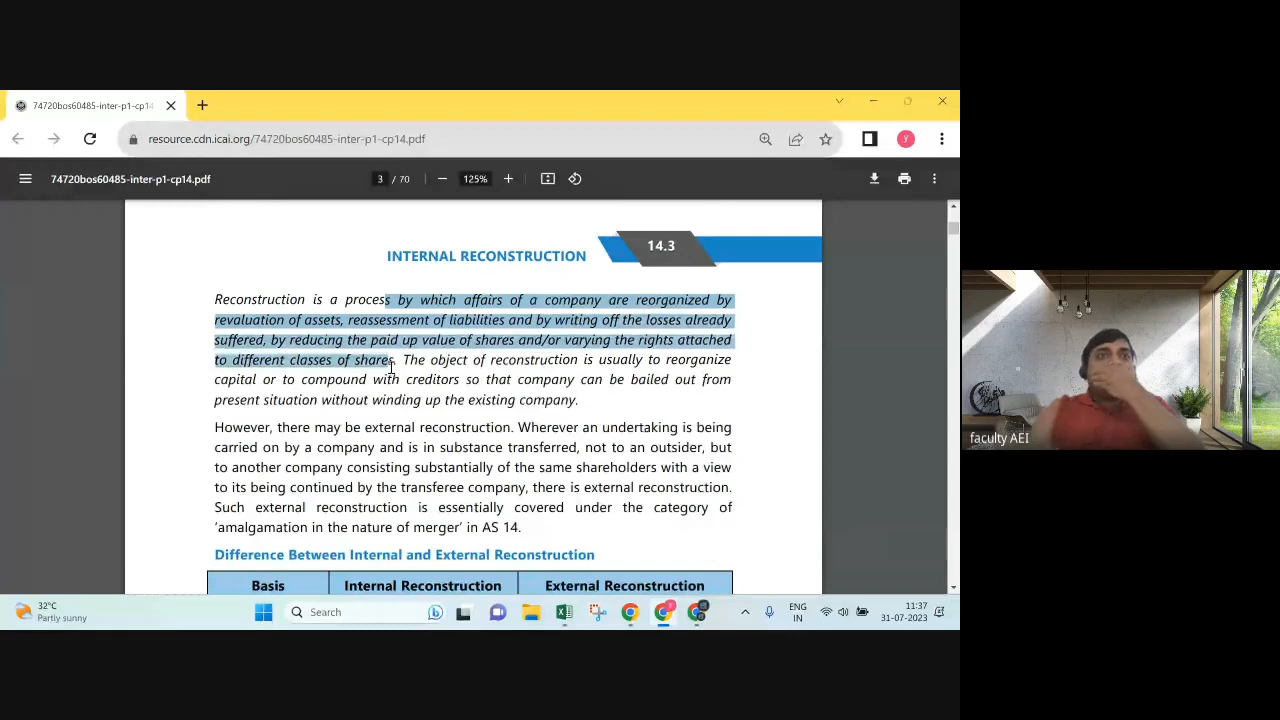 74720bos60485-inter-p1-cp14
resource.cdn.icai.org/74720bos60485-inter-p1-cp14.pdf
74720bos60485-inter-p1-cp14.pdf
3 / 70
125%
INTERNAL RECONSTRUCTION
14.3
Reconstruction is a process by which affairs of a company are reorganized by
revaluation of assets, reassessment of liabilities and by writing off the losses already
suffered, by reducing the paid up value of shares and/or varying the rights attached
to different classes of shares. The object of reconstruction is usually to reorganize
capital or to compound with creditors so that company can be bailed out from
present situation without winding up the existing company.
However, there may be external reconstruction. Wherever an undertaking is being
carried on by a company and is in substance transferred, not to an outsider, but
to another company consisting substantially of the same shareholders with a view
to its being continued by the transferee company, there is external reconstruction.
Such external reconstruction is essentially covered under the category of
‘amalgamation in the nature of merger’ in AS 14.
Difference Between Internal and External Reconstruction
Basis Internal Reconstruction External Reconstruction
faculty AEI
32°C
Partly sunny
Search
ENG
IN
11:37
31-07-2023